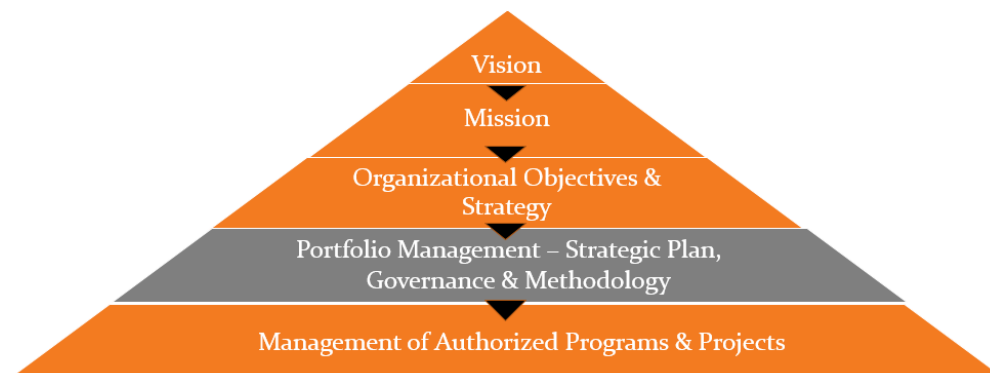 Vision
Mission
Organizational Objectives &
Strategy
Portfolio Management – Strategic Plan,
Governance & Methodology
Management of Authorized Programs & Projects